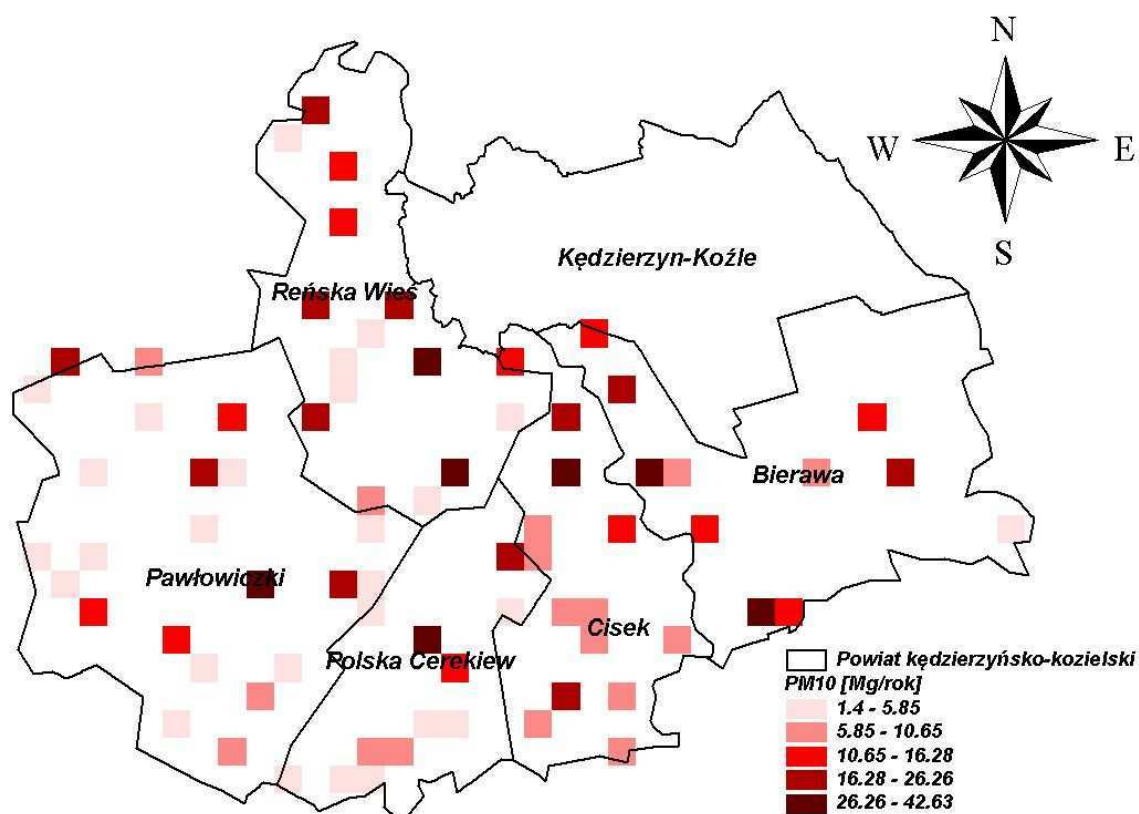 N
W
E
S
Kędzierzyn-Koźle
Reńska Wieś
Bierawa
Pawłowiczki
Cisek
Polska Cerekiew
Powiat kędzierzyńsko-kozielski
PM10 [Mg/rok]
1.4 - 5.85
5.85 - 10.65
10.65 - 16.28
16.28 - 26.26
26.26 - 42.63